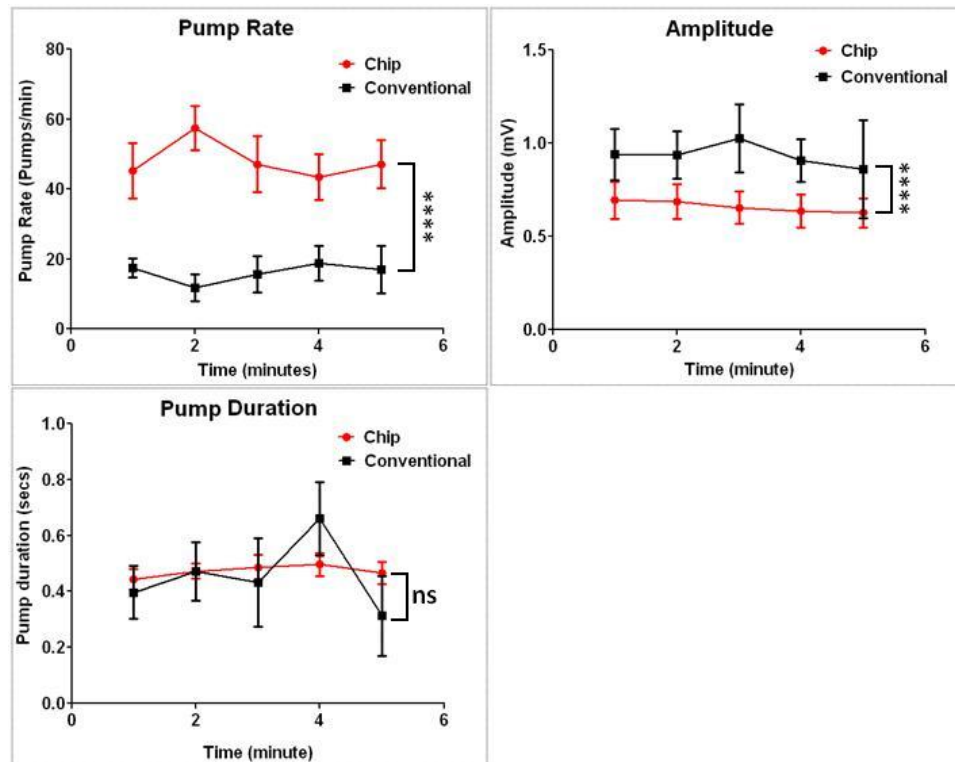 Pump Rate
Pump Rate (Pumps/min)
80
60
40
20
0
Chip
Conventional
****
0 2 4 6
Time (minutes)
Amplitude
Amplitude (mV)
1.5
1.0
0.5
0.0
Chip
Conventional
****
0 2 4 6
Time (minute)
Pump Duration
Pump duration (secs)
1.0
0.8
0.6
0.4
0.2
0.0
Chip
Conventional
ns
0 2 4 6
Time (minute)